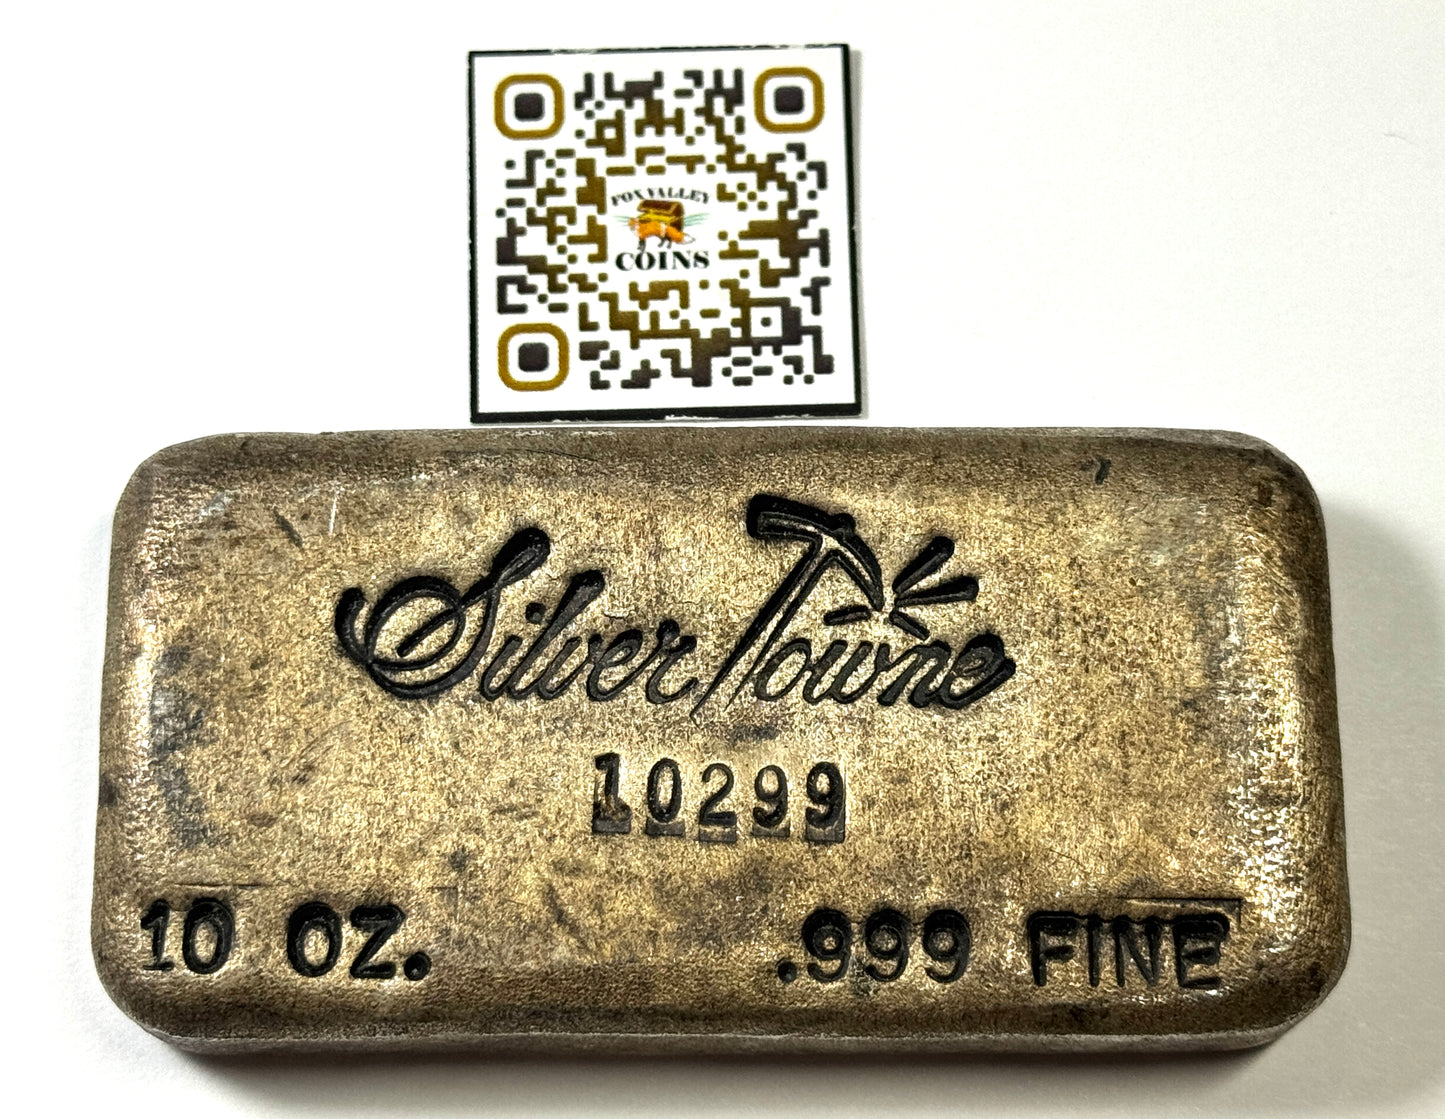 FOX VALLEY
COINS
SilverTowne
10299
10 OZ. .999 FINE